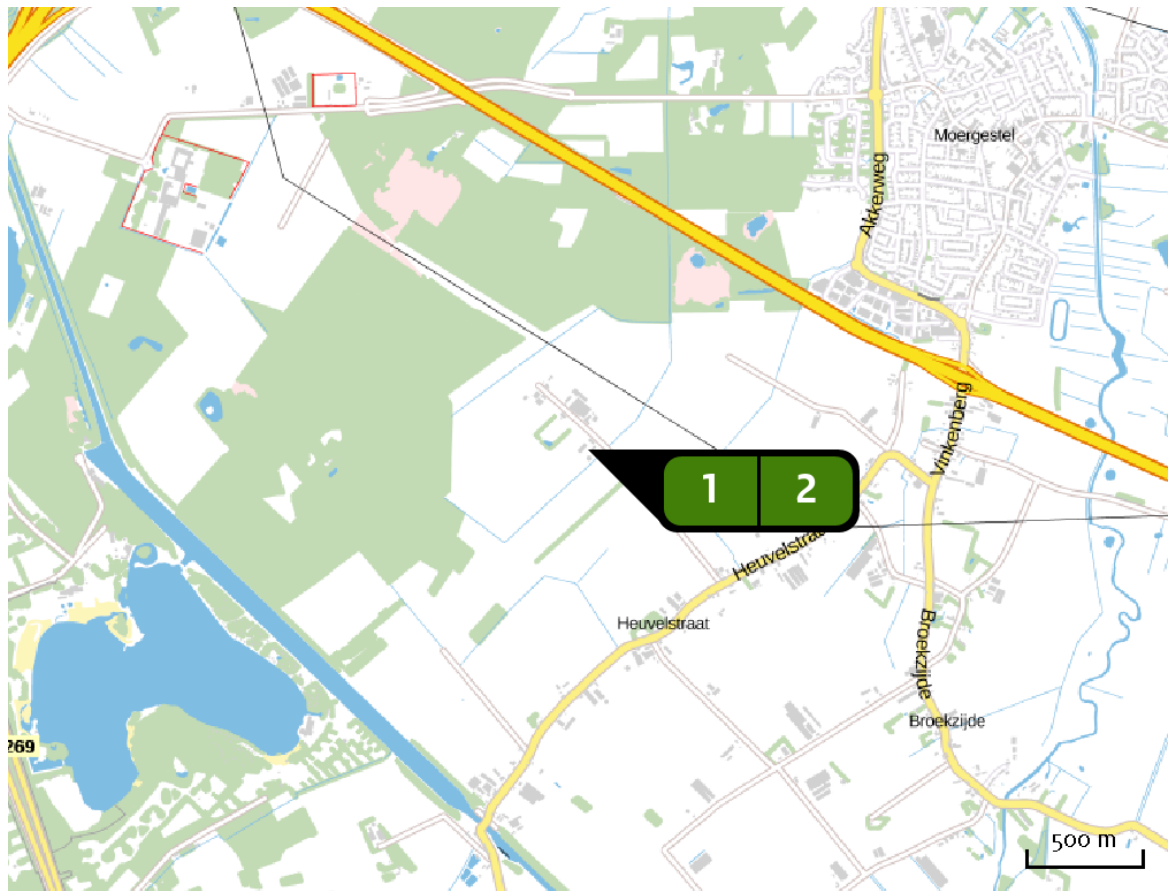 Moergestel
Akkerweg
Vinkenberg
1 2
Heuvelstraat
Heuvelstraat
Broekzijde
Broekzijde
269
500 m